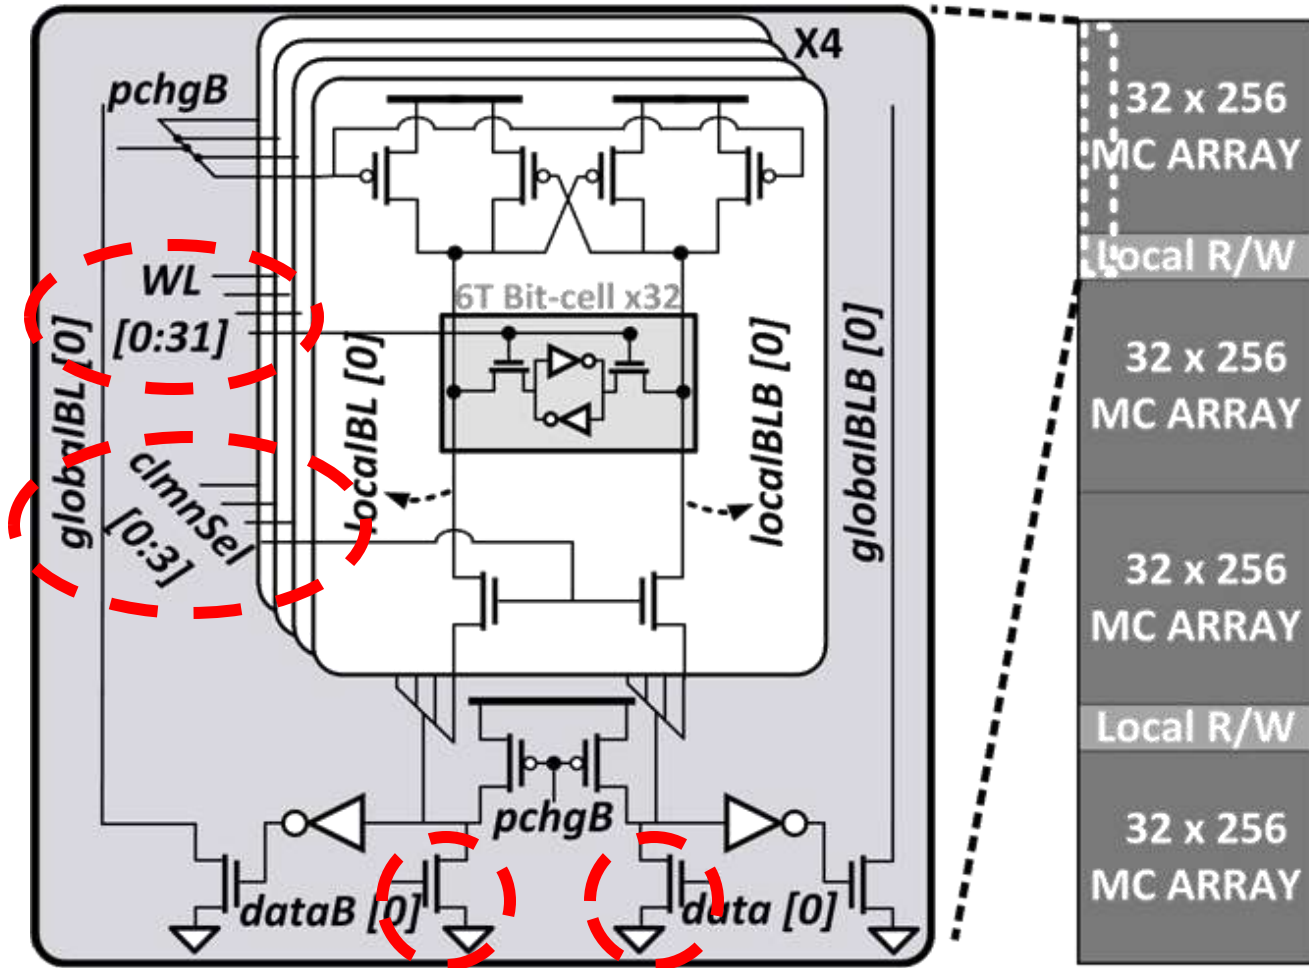 X4
pchgB
WL
[0:31]
6T Bit-cell x32
globalBL [0]
clmnSel
[0:3]
localBL [0]
localBLB [0]
globalBLB [0]
pchgB
dataB [0]
data [0]
32 x 256
MC ARRAY
Local R/W
32 x 256
MC ARRAY
32 x 256
MC ARRAY
Local R/W
32 x 256
MC ARRAY